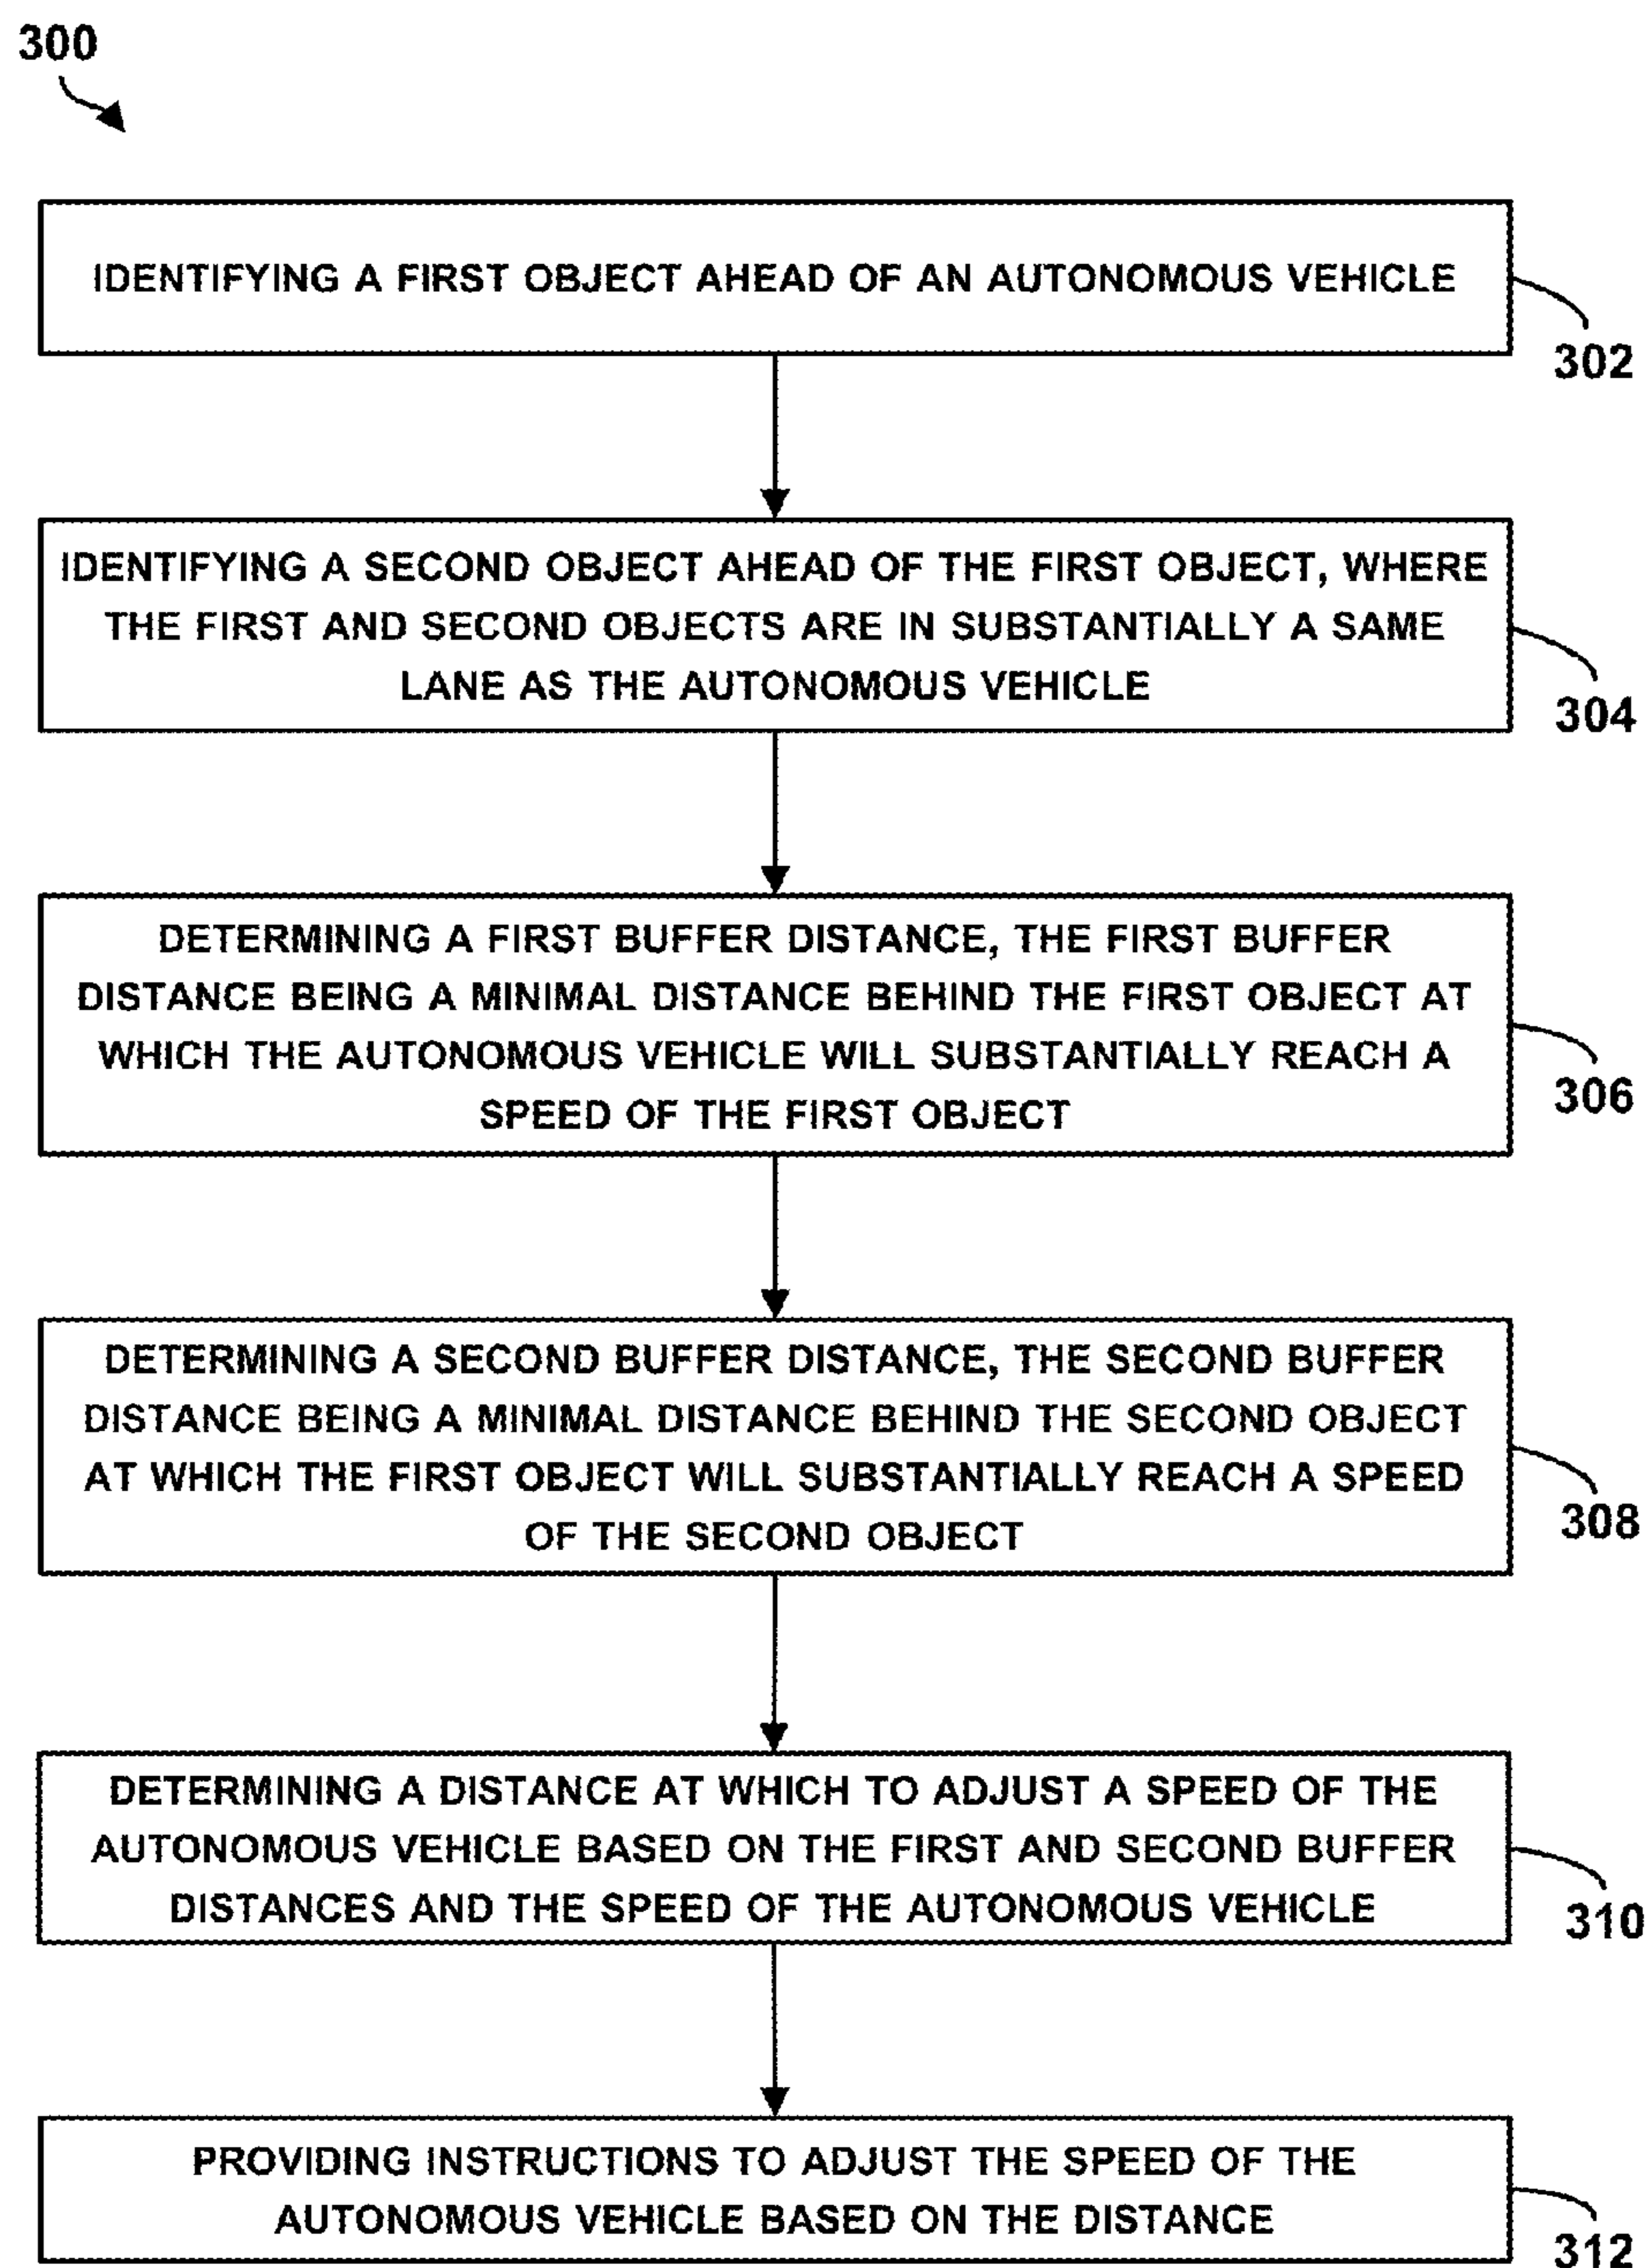 300
IDENTIFYING A FIRST OBJECT AHEAD OF AN AUTONOMOUS VEHICLE
302
IDENTIFYING A SECOND OBJECT AHEAD OF THE FIRST OBJECT, WHERE
THE FIRST AND SECOND OBJECTS ARE IN SUBSTANTIALLY A SAME
LANE AS THE AUTONOMOUS VEHICLE
304
DETERMINING A FIRST BUFFER DISTANCE, THE FIRST BUFFER
DISTANCE BEING A MINIMAL DISTANCE BEHIND THE FIRST OBJECT AT
WHICH THE AUTONOMOUS VEHICLE WILL SUBSTANTIALLY REACH A
SPEED OF THE FIRST OBJECT
306
DETERMINING A SECOND BUFFER DISTANCE, THE SECOND BUFFER
DISTANCE BEING A MINIMAL DISTANCE BEHIND THE SECOND OBJECT
AT WHICH THE FIRST OBJECT WILL SUBSTANTIALLY REACH A SPEED
OF THE SECOND OBJECT
308
DETERMINING A DISTANCE AT WHICH TO ADJUST A SPEED OF THE
AUTONOMOUS VEHICLE BASED ON THE FIRST AND SECOND BUFFER
DISTANCES AND THE SPEED OF THE AUTONOMOUS VEHICLE
310
PROVIDING INSTRUCTIONS TO ADJUST THE SPEED OF THE
AUTONOMOUS VEHICLE BASED ON THE DISTANCE
312